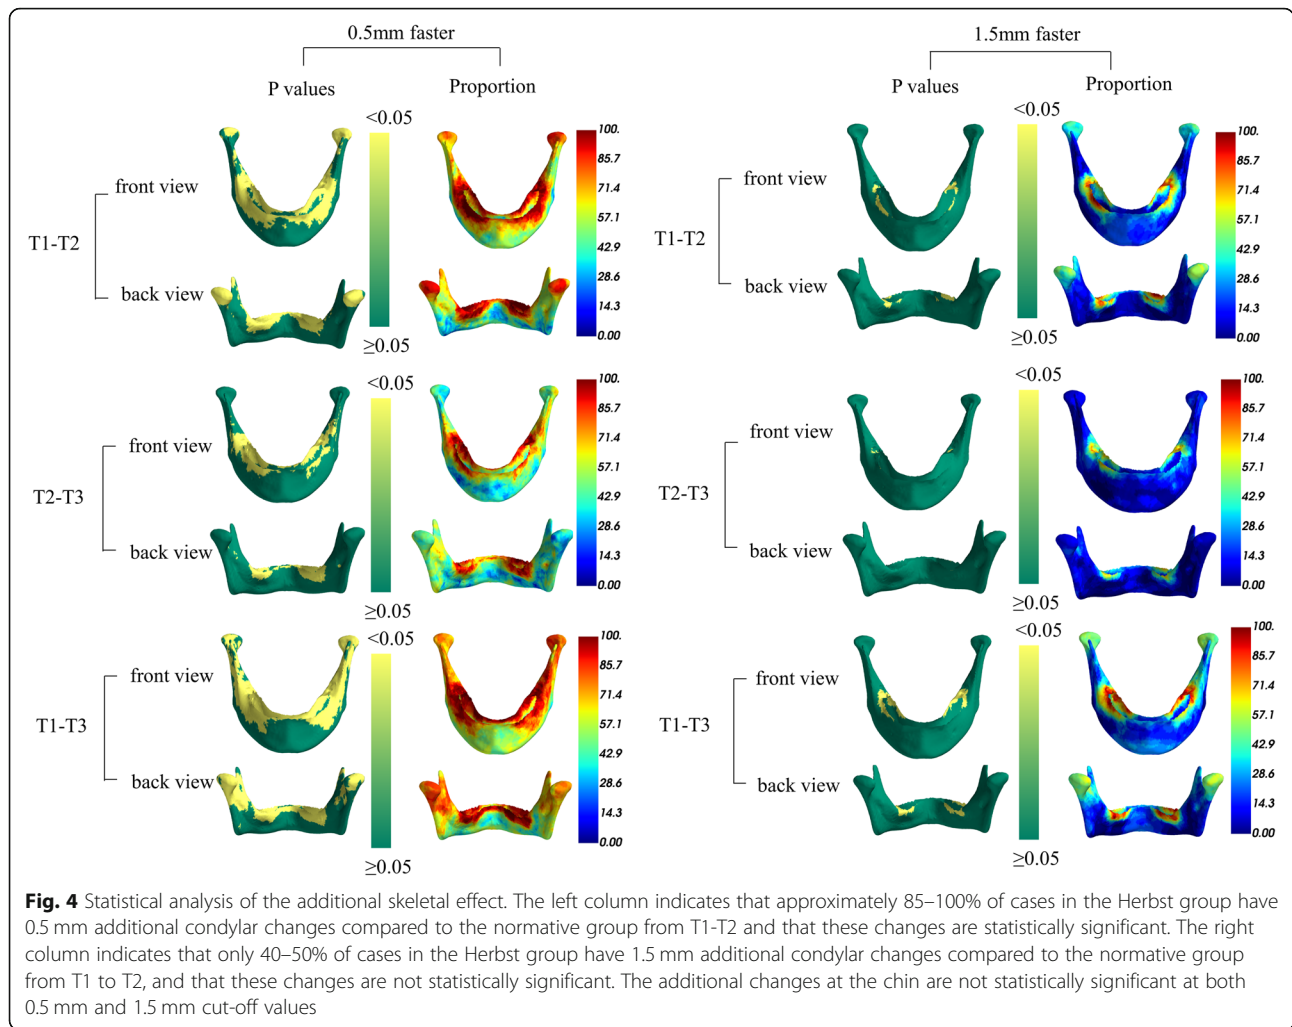 0.5mm faster
P values
Proportion
<0.05
≥0.05
100.
85.7
71.4
57.1
42.9
28.6
14.3
0.00
T1-T2
front view
back view
<0.05
≥0.05
100.
85.7
71.4
57.1
42.9
28.6
14.3
0.00
T2-T3
front view
back view
<0.05
≥0.05
100.
85.7
71.4
57.1
42.9
28.6
14.3
0.00
T1-T3
front view
back view
1.5mm faster
P values
Proportion
<0.05
≥0.05
100.
85.7
71.4
57.1
42.9
28.6
14.3
0.00
T1-T2
front view
back view
<0.05
≥0.05
100.
85.7
71.4
57.1
42.9
28.6
14.3
0.00
T2-T3
front view
back view
<0.05
≥0.05
100.
85.7
71.4
57.1
42.9
28.6
14.3
0.00
T1-T3
front view
back view
Fig. 4 Statistical analysis of the additional skeletal effect. The left column indicates that approximately 85–100% of cases in the Herbst group have
0.5 mm additional condylar changes compared to the normative group from T1-T2 and that these changes are statistically significant. The right
column indicates that only 40–50% of cases in the Herbst group have 1.5 mm additional condylar changes compared to the normative group
from T1 to T2, and that these changes are not statistically significant. The additional changes at the chin are not statistically significant at both
0.5 mm and 1.5 mm cut-off values